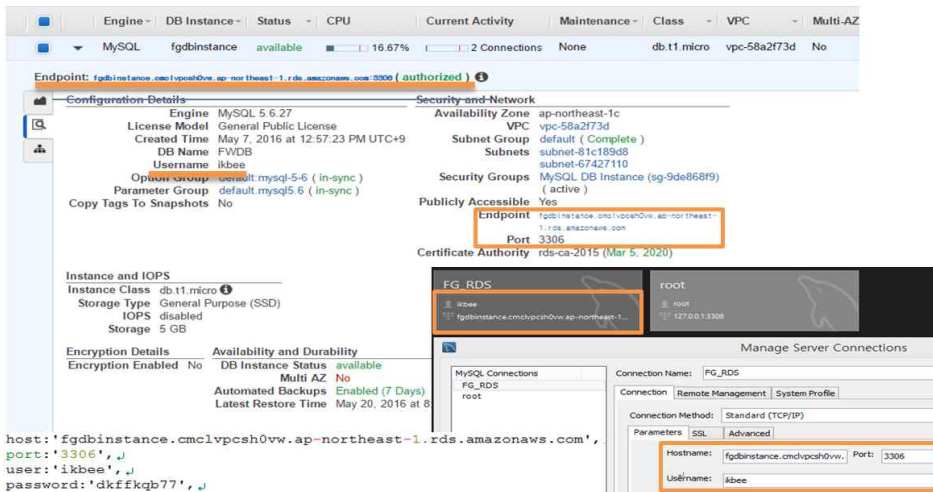 Engine DB Instance Status CPU Current Activity Maintenance Class VPC Multi-AZ
MySQL fgdbinstance available 16.67% 2 Connections None db.t1.micro vpc-58a2f73d No
Endpoint: fgdbinstance.cmclvpcsh0vw.ap-northeast-1.rds.amazonaws.com:3306 ( authorized )
Configuration Details
Engine MySQL 5.6.27
License Model General Public License
Created Time May 7, 2016 at 12:57:23 PM UTC+9
DB Name FWDB
Username ikbee
Option Group default:mysql-5-6 ( in-sync )
Parameter Group default.mysql5.6 ( in-sync )
Copy Tags To Snapshots No
Security and Network
Availability Zone ap-northeast-1c
VPC vpc-58a2f73d
Subnet Group default ( Complete )
Subnets subnet-81c189d8
subnet-67427110
Security Groups MySQL DB Instance (sg-9de868f9)
( active )
Publicly Accessible Yes
Endpoint fgdbinstance.cmclvpcsh0vw.ap-northeast-
1.rds.amazonaws.com
Port 3306
Certificate Authority rds-ca-2015 (Mar 5, 2020)
Instance and IOPS
Instance Class db.t1.micro
Storage Type General Purpose (SSD)
IOPS disabled
Storage 5 GB
Encryption Details
Encryption Enabled No
Availability and Durability
DB Instance Status available
Multi AZ No
Automated Backups Enabled (7 Days)
Latest Restore Time May 20, 2016 at 8:
FG_RDS
ikbee
fgdbinstance.cmclvpcsh0vw.ap-northeast-1...
root
root
127.0.0.1:3306
Manage Server Connections
MySQL Connections
FG_RDS
root
Connection Name: FG_RDS
Connection Remote Management System Profile
Connection Method: Standard (TCP/IP)
Parameters SSL Advanced
Hostname: fgdbinstance.cmclvpcsh0vw. Port: 3306
Username: ikbee
host:'fgdbinstance.cmclvpcsh0vw.ap-northeast-1.rds.amazonaws.com',
port:'3306',
user:'ikbee',
password:'dkffkqb77',